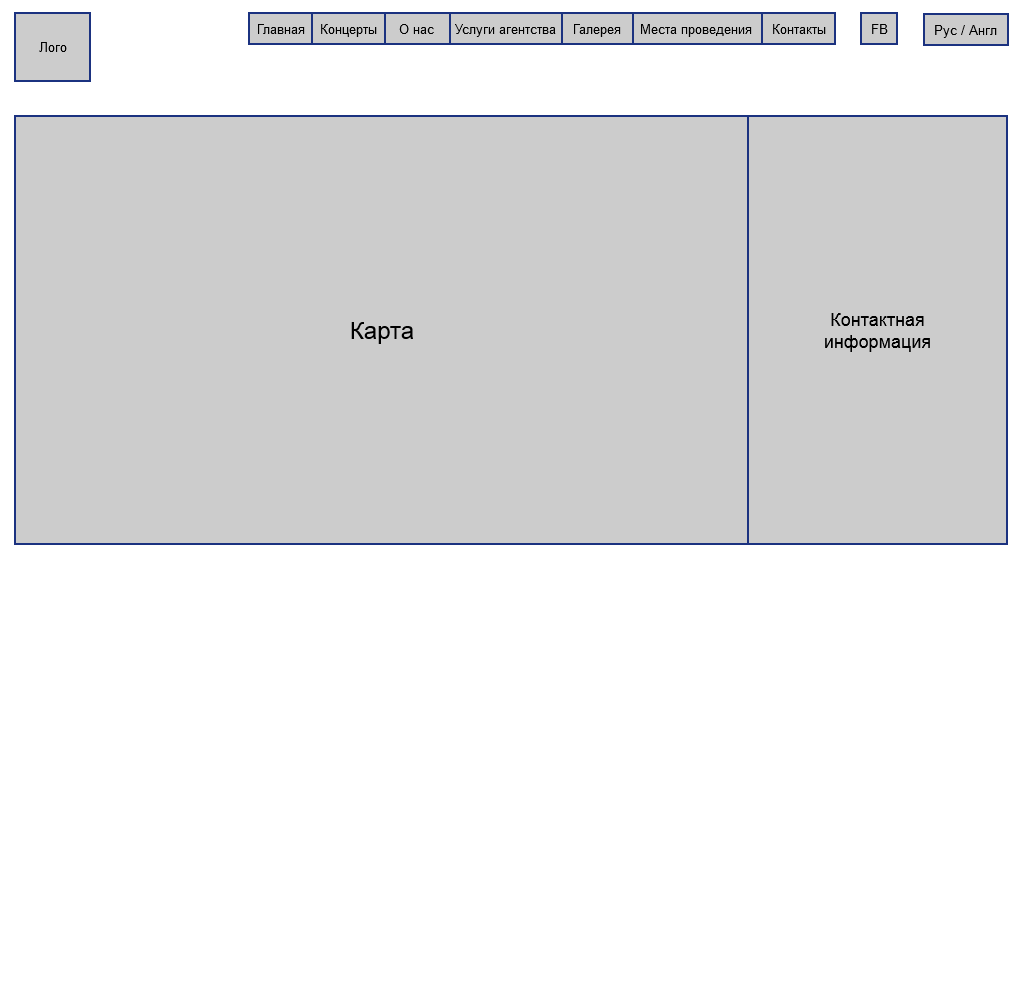 Лого
Главная
Концерты
О нас
Услуги агентства
Галерея
Места проведения
Контакты
FB
Рус / Англ
Карта
Контактная
информация